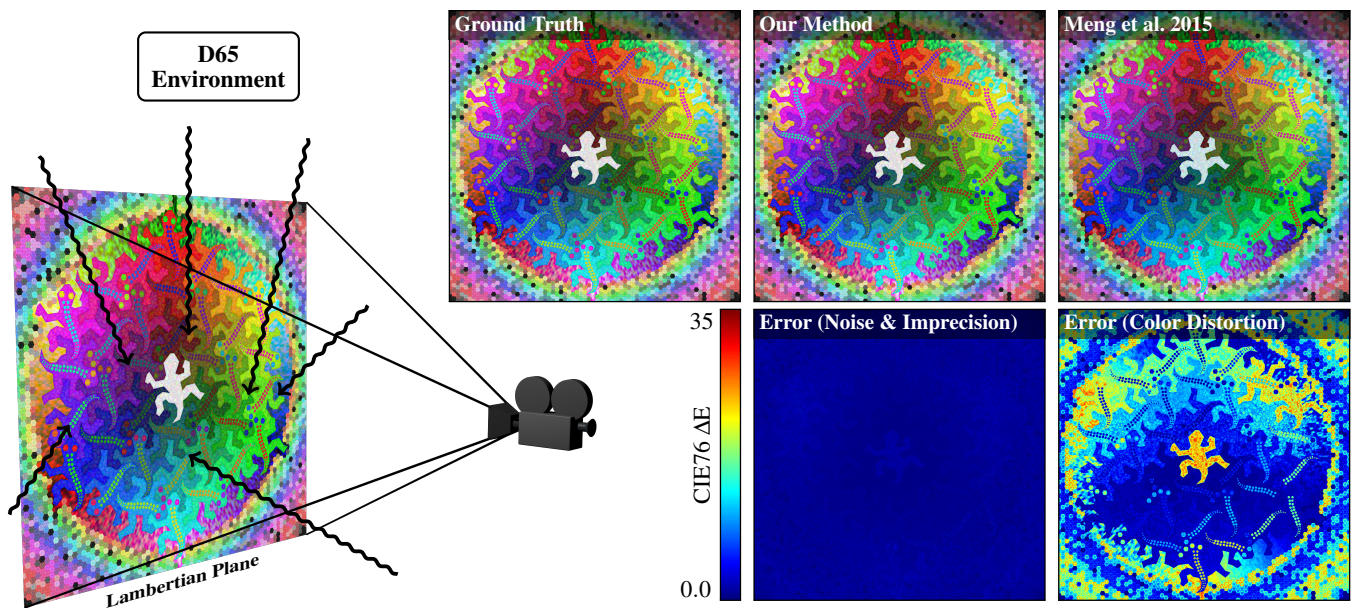 D65
Environment
Ground Truth
Our Method
Meng et al. 2015
35
CIE76 ΔE
0.0
Error (Noise & Imprecision)
Error (Color Distortion)
Lambertian Plane